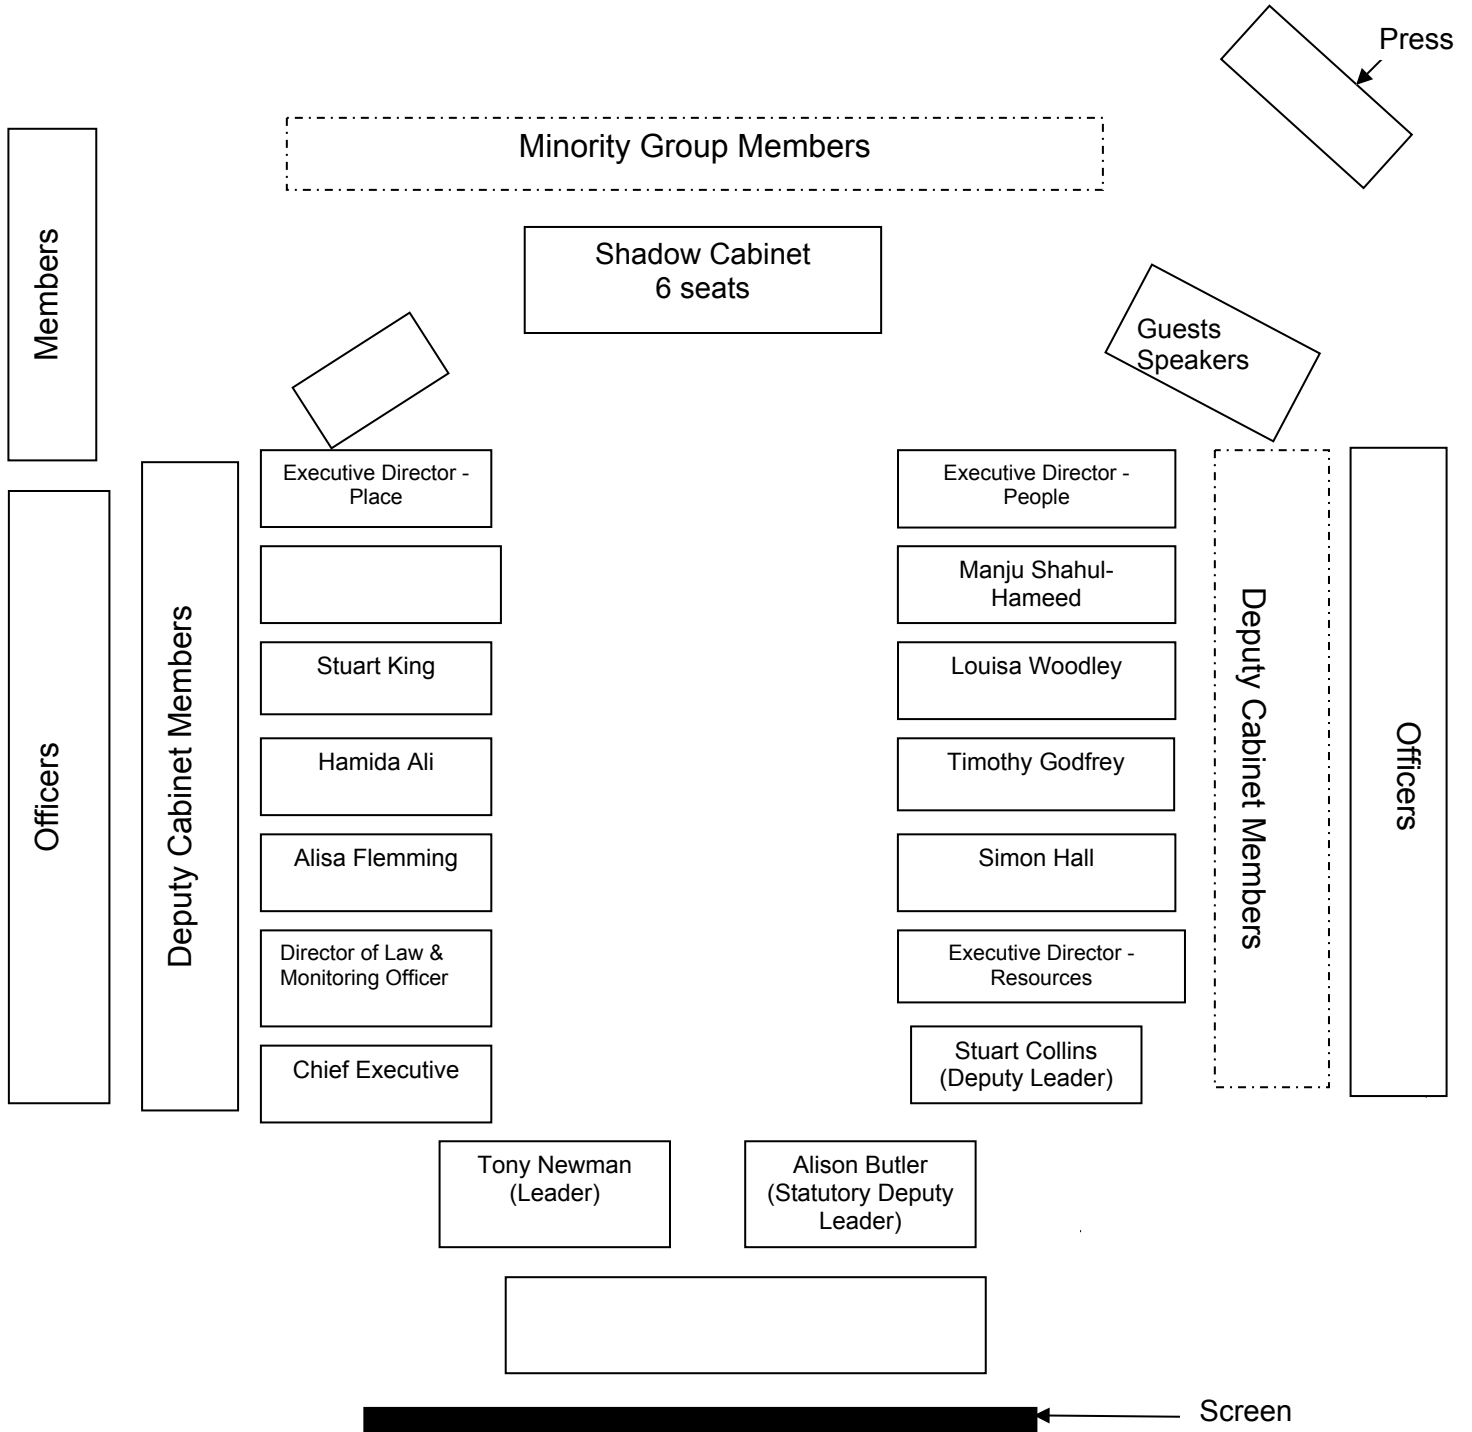 Press
Minority Group Members
Members
Shadow Cabinet
6 seats
Guests
Speakers
Executive Director -
Place
Executive Director -
People
Manju Shahul-
Hameed
Stuart King
Louisa Woodley
Hamida Ali
Timothy Godfrey
Alisa Flemming
Simon Hall
Officers
Deputy Cabinet Members
Deputy Cabinet Members
Officers
Director of Law &
Monitoring Officer
Executive Director -
Resources
Chief Executive
Stuart Collins
(Deputy Leader)
Tony Newman
(Leader)
Alison Butler
(Statutory Deputy
Leader)
Screen